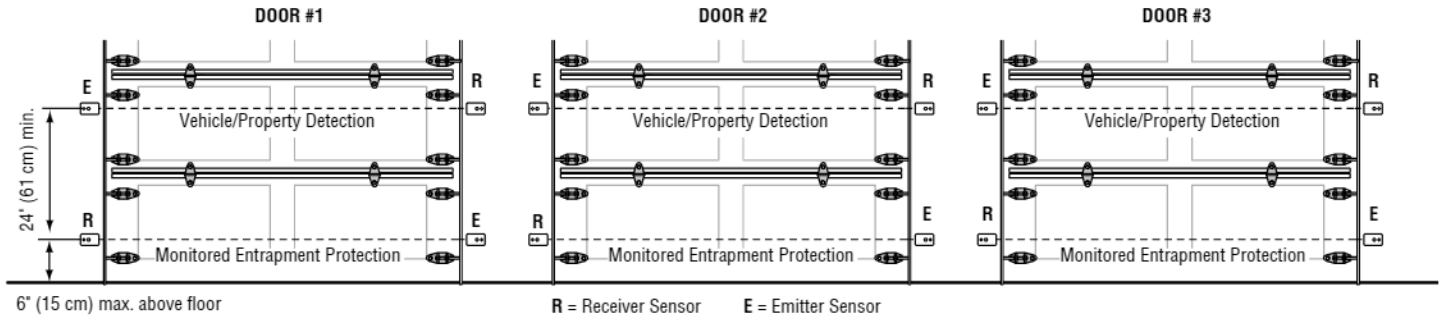 DOOR #1
DOOR #2
DOOR #3
E
R
E
R
E
R
Vehicle/Property Detection
Vehicle/Property Detection
Vehicle/Property Detection
24" (61 cm) min.
R
E
R
E
R
E
Monitored Entrapment Protection
Monitored Entrapment Protection
Monitored Entrapment Protection
6" (15 cm) max. above floor
R = Receiver Sensor
E = Emitter Sensor